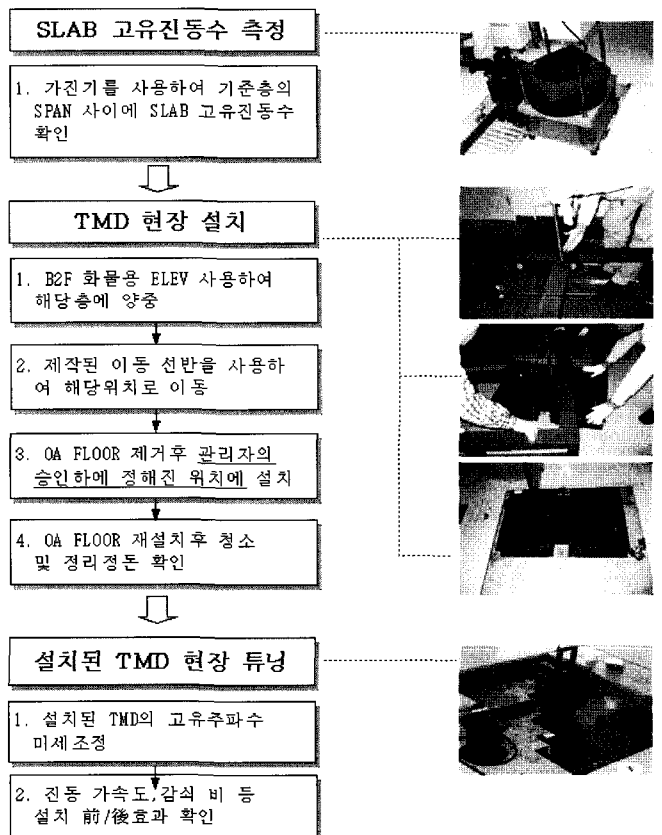 SLAB 고유진동수 측정
1. 가진기를 사용하여 기준층의
SPAN 사이에 SLAB 고유진동수
확인
TMD 현장 설치
1. B2F 화물용 ELEV 사용하여
해당층에 양중
2. 제작된 이동 선반을 사용하
여 해당위치로 이동
3. OA FLOOR 제거후 관리자의
승인하에 정해진 위치에 설치
4. OA FLOOR 재설치후 청소
및 정리정돈 확인
설치된 TMD 현장 튜닝
1. 설치된 TMD의 고유주파수
미세조정
2. 진동 가속도,감쇠 비 등
설치 前/後효과 확인